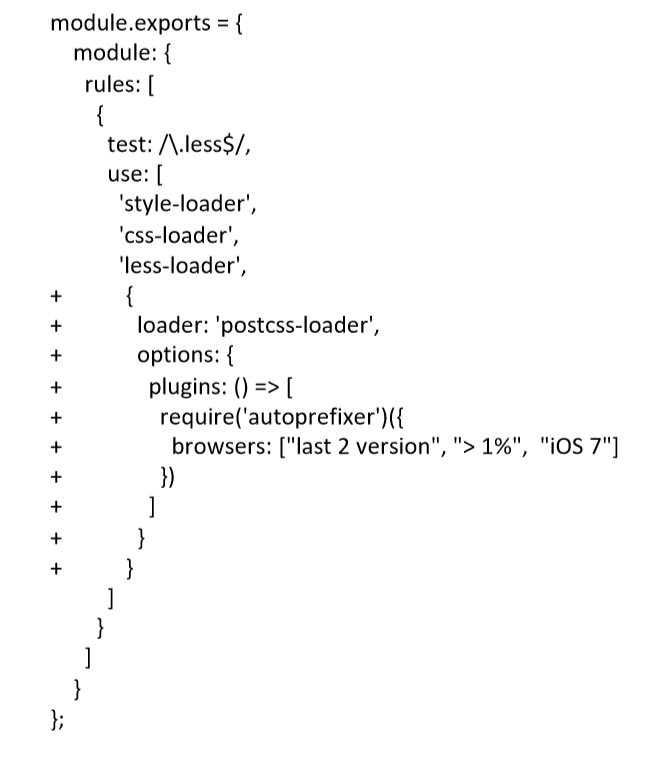 module.exports = {
module: {
rules: [
{
test: /\.less$/,
use: [
'style-loader',
'css-loader',
'less-loader',
+ {
+ loader: 'postcss-loader',
+ options: {
+ plugins: () => [
+ require('autoprefixer')({
+ browsers: ["last 2 version", "> 1%", "iOS 7"]
+ })
+ ]
+ }
+ }
]
}
]
}
};